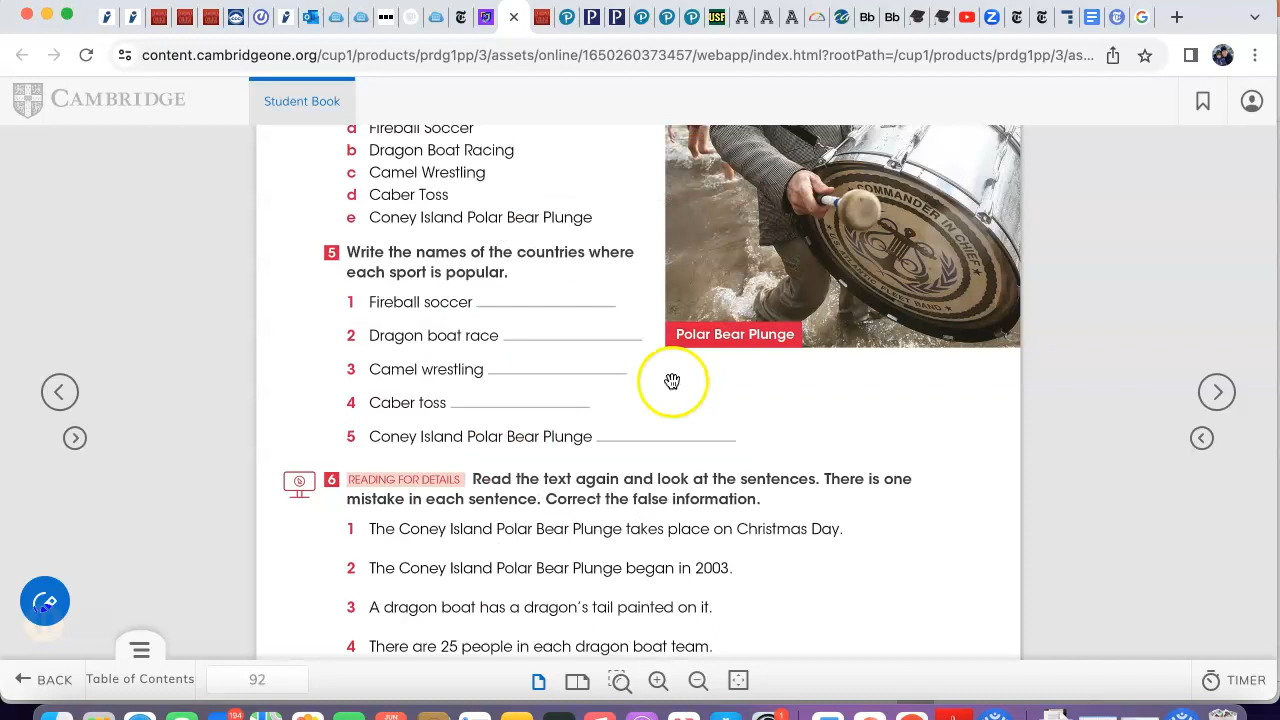 content.cambridgeone.org/cup1/products/prdg1pp/3/assets/online/1650260373457/webapp/index.html?rootPath=/cup1/products/prdg1pp/3/as...
CAMBRIDGE
Student Book
a Fireball Soccer
b Dragon Boat Racing
c Camel Wrestling
d Caber Toss
e Coney Island Polar Bear Plunge
COMMANDER IN CHIEF
U.S. ATLANTIC FLEET BAND
Polar Bear Plunge
5 Write the names of the countries where
each sport is popular.
1 Fireball soccer
2 Dragon boat race
3 Camel wrestling
4 Caber toss
5 Coney Island Polar Bear Plunge
6 READING FOR DETAILS Read the text again and look at the sentences. There is one
mistake in each sentence. Correct the false information.
1 The Coney Island Polar Bear Plunge takes place on Christmas Day.
2 The Coney Island Polar Bear Plunge began in 2003.
3 A dragon boat has a dragon's tail painted on it.
4 There are 25 people in each dragon boat team.
BACK
Table of Contents
92
TIMER
194
JUN
1